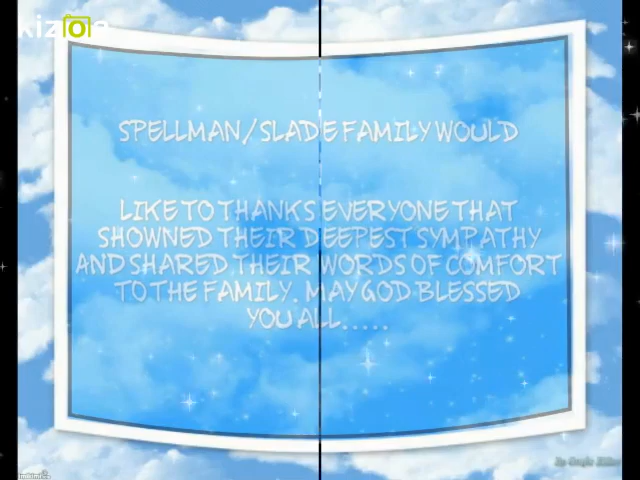 kizoa
SPELLMAN/SLADE FAMILY WOULD
LIKE TO THANKS EVERYONE THAT
SHOWNED THEIR DEEPEST SYMPATHY
AND SHARED THEIR WORDS OF COMFORT
TO THE FAMILY. MAY GOD BLESSED
YOU ALL.....